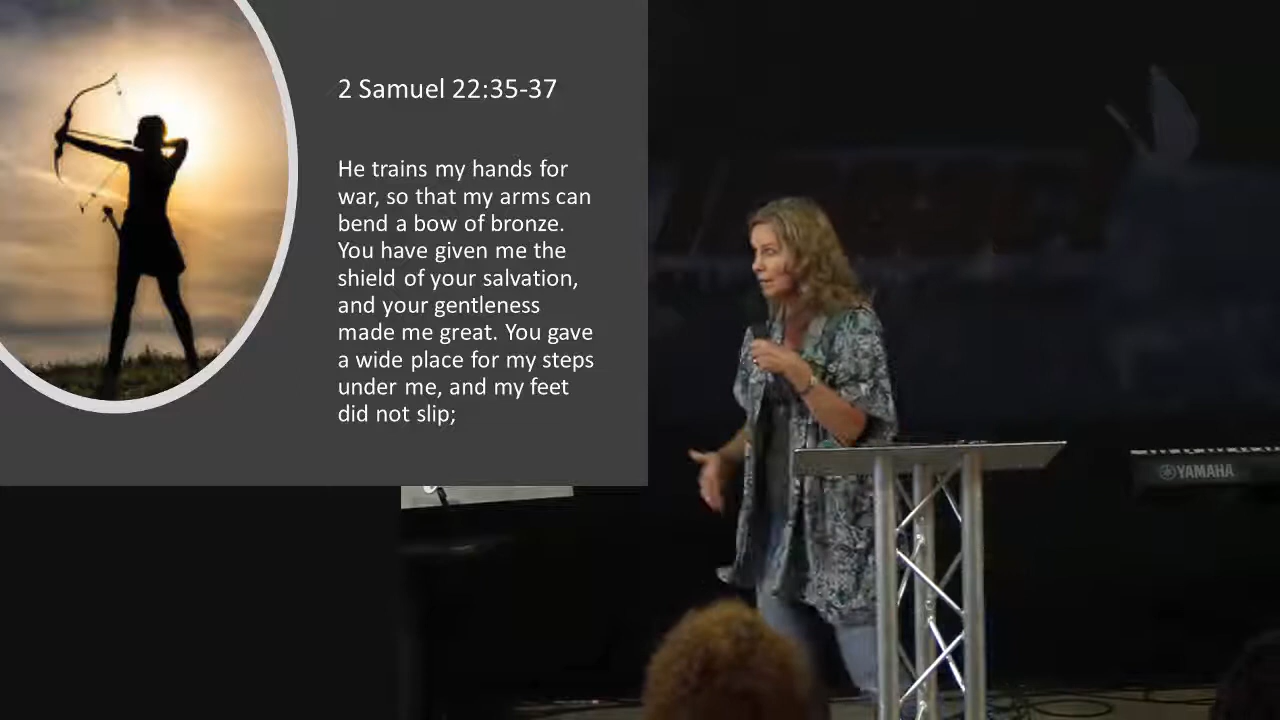 2 Samuel 22:35-37
He trains my hands for
war, so that my arms can
bend a bow of bronze.
You have given me the
shield of your salvation,
and your gentleness
made me great. You gave
a wide place for my steps
under me, and my feet
did not slip;
YAMAHA